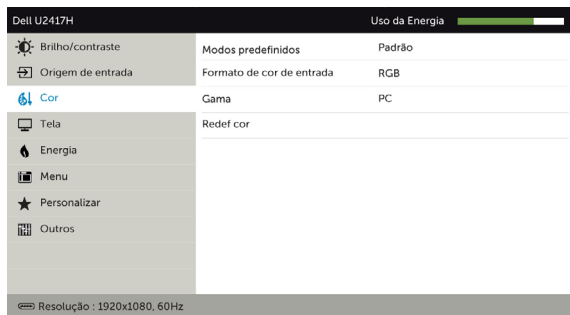 Dell U2417H
Uso da Energia
Brilho/contraste
Origem de entrada
Cor
Tela
Energia
Menu
Personalizar
Outros
Modos predefinidos Padrão
Formato de cor de entrada RGB
Gama PC
Redef cor
Resolução : 1920x1080, 60Hz